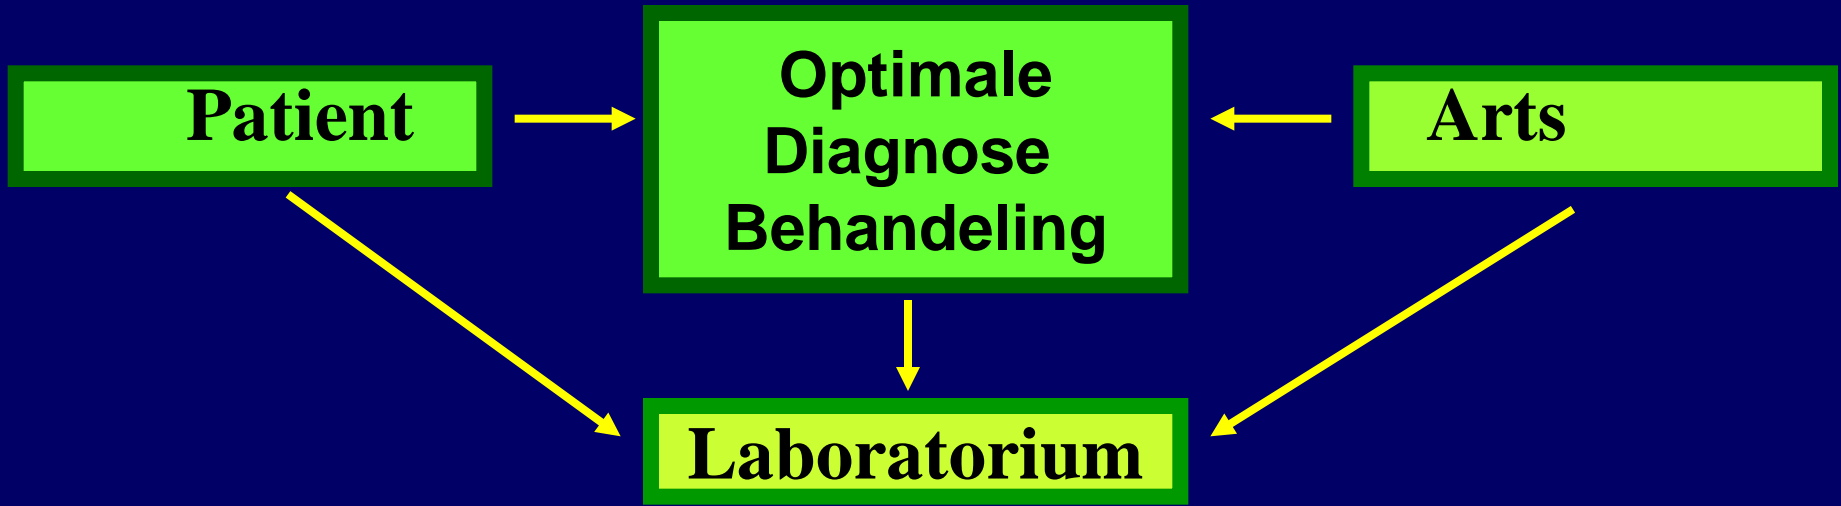 Patient
Optimale
Diagnose
Behandeling
Arts
Laboratorium